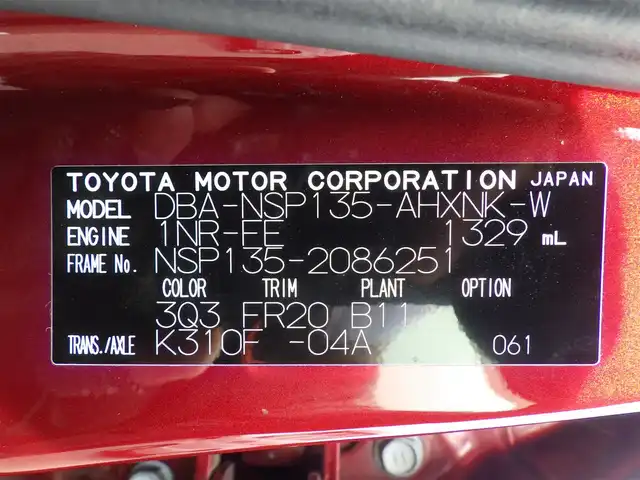 TOYOTA MOTOR CORPORATION JAPAN
MODEL DBA-NSP135-AHXNK-W
ENGINE 1NR-FE 1329 mL
FRAME No. NSP135-2086251
COLOR TRIM PLANT OPTION
3Q3 FR20 B11
TRANS./AXLE K310F -04A 061